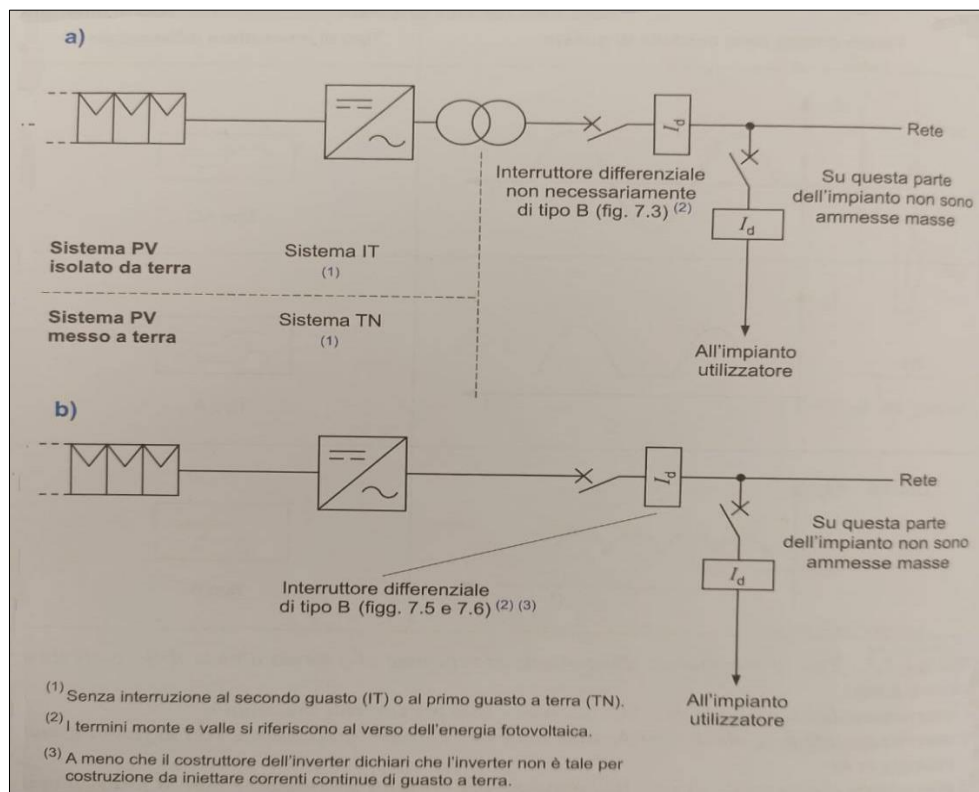 a)
Rete
I_d
Interruttore differenziale
non necessariamente
di tipo B (fig. 7.3) (2)
Su questa parte
dell'impianto non sono
ammesse masse
I_d
Sistema PV
isolato da terra
Sistema IT
(1)
Sistema PV
messo a terra
Sistema TN
(1)
All'impianto
utilizzatore
b)
I_d
Rete
Su questa parte
dell'impianto non sono
ammesse masse
I_d
Interruttore differenziale
di tipo B (figg. 7.5 e 7.6) (2) (3)
All'impianto
utilizzatore
(1) Senza interruzione al secondo guasto (IT) o al primo guasto a terra (TN).
(2) I termini monte e valle si riferiscono al verso dell'energia fotovoltaica.
(3) A meno che il costruttore dell'inverter dichiari che l'inverter non è tale per
costruzione da iniettare correnti continue di guasto a terra.